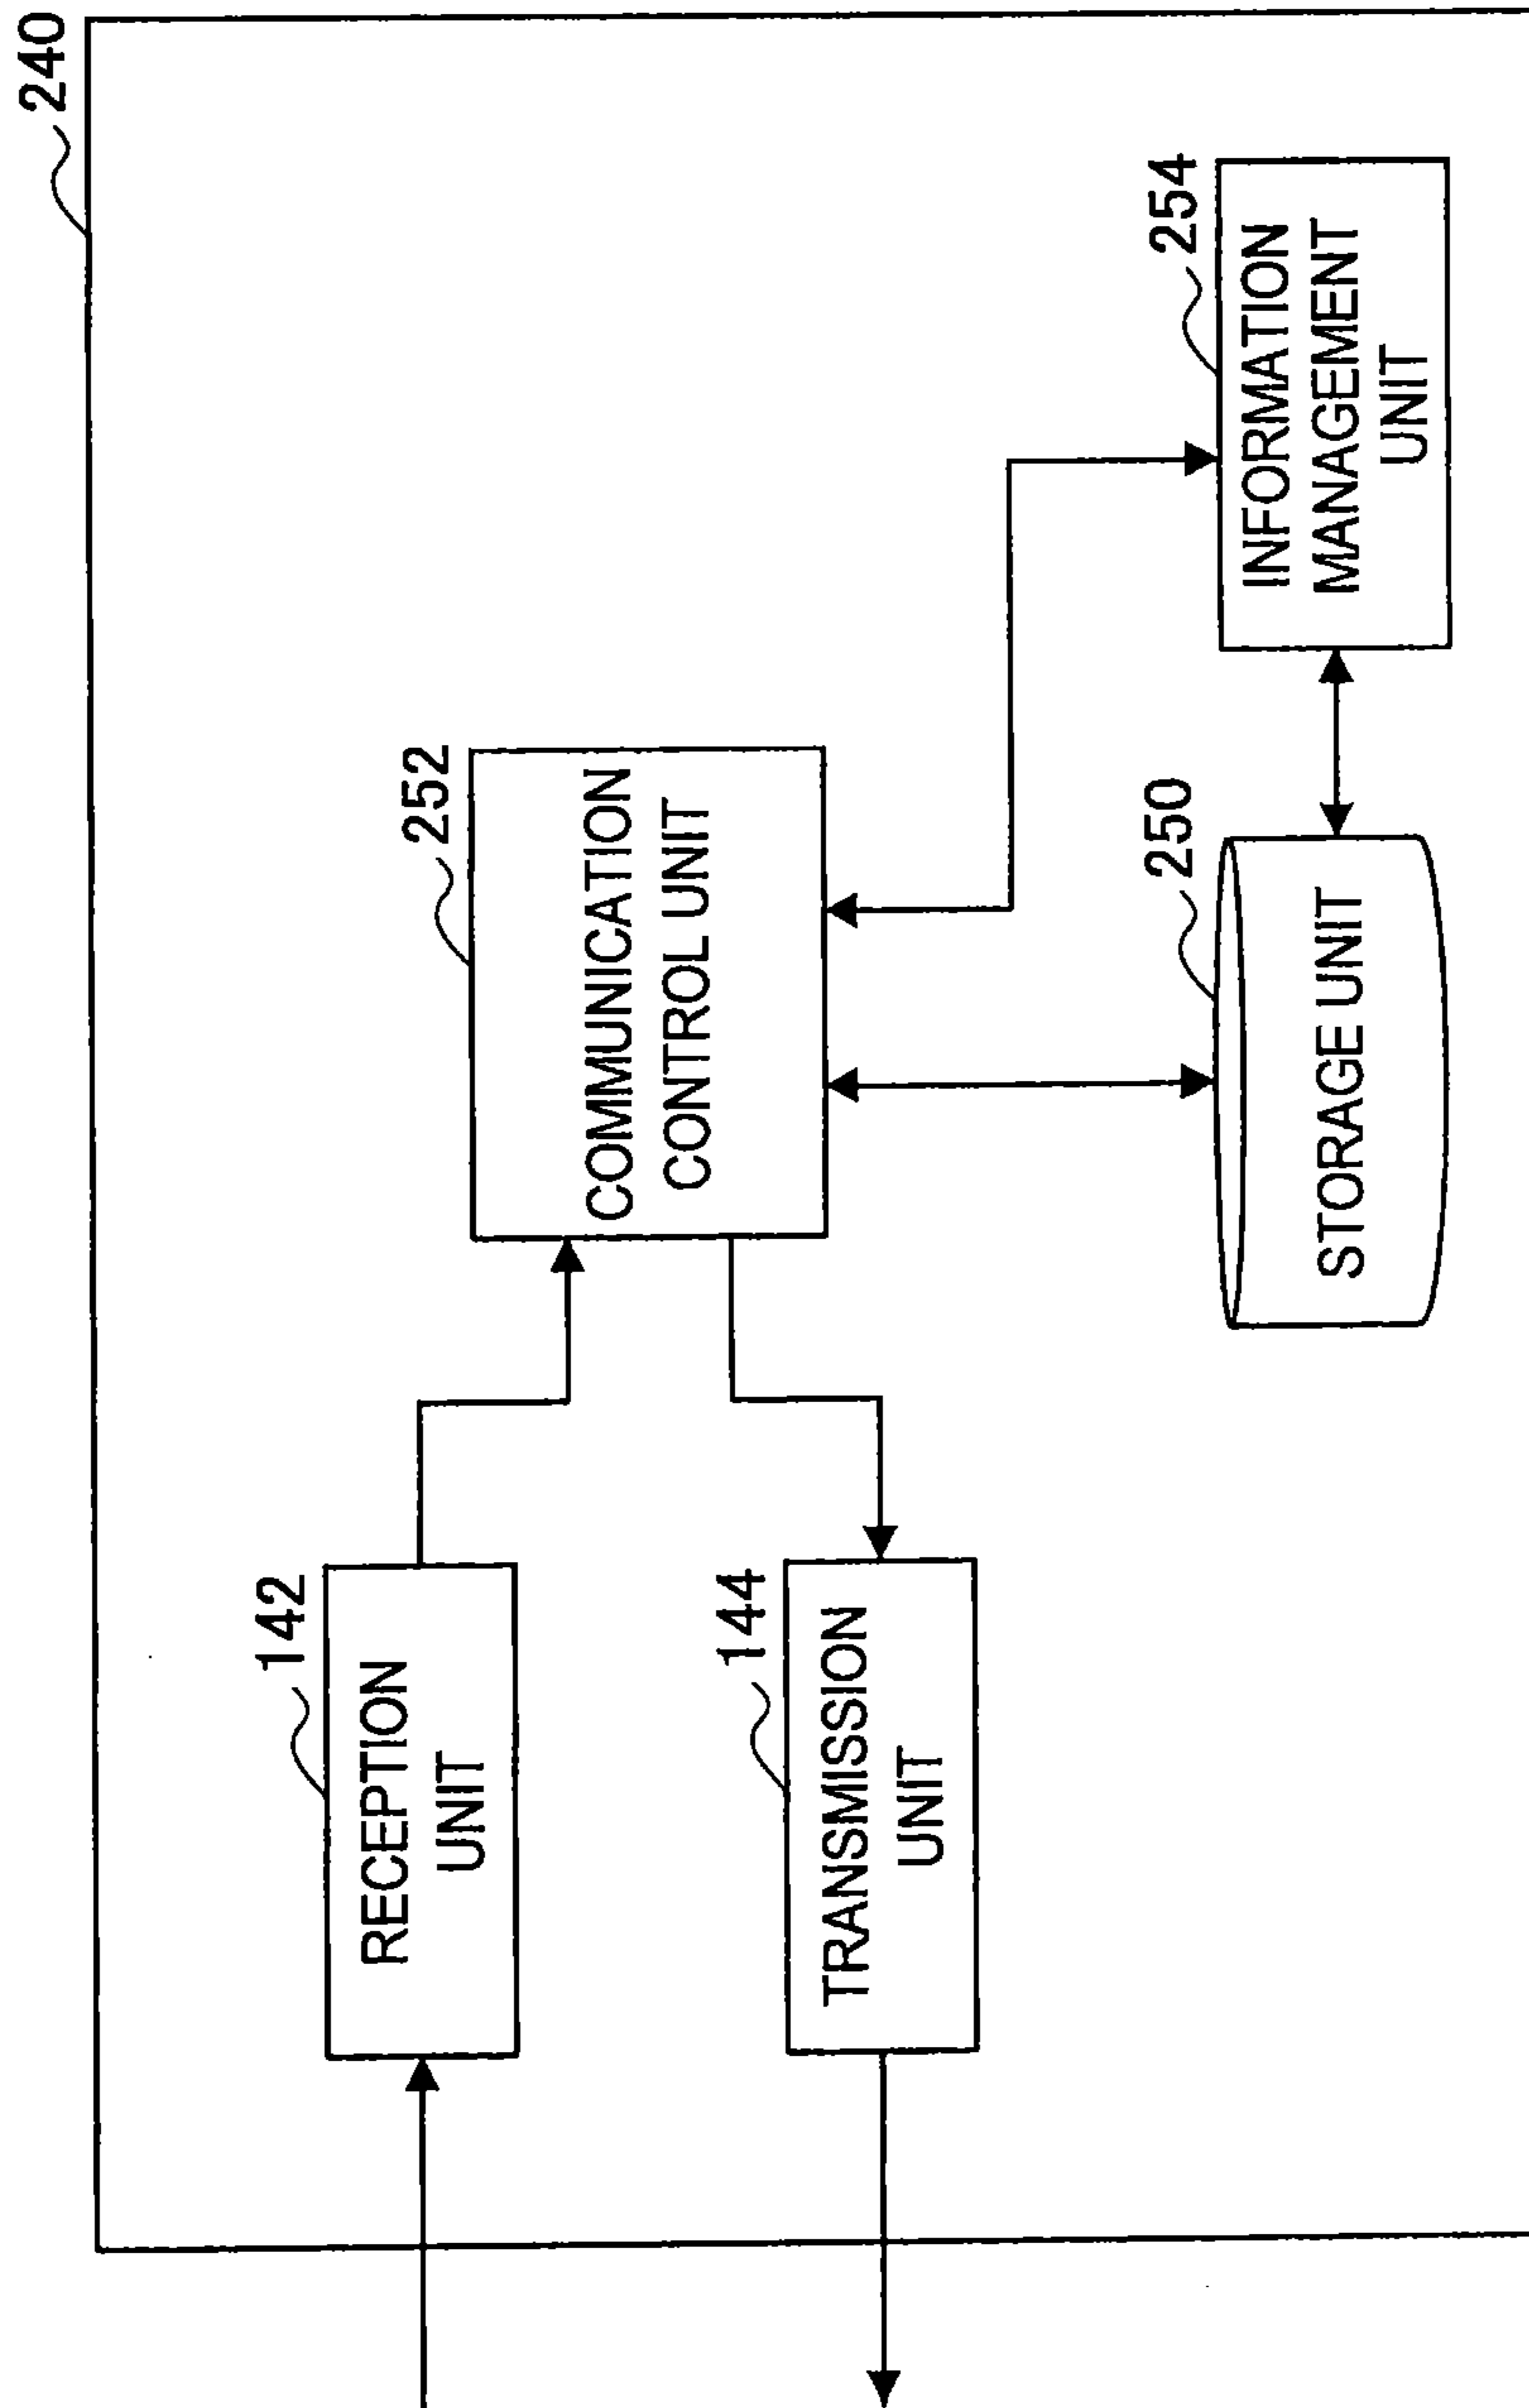 240
142
RECEPTION
UNIT
252
COMMUNICATION
CONTROL UNIT
144
TRANSMISSION
UNIT
250
STORAGE UNIT
254
INFORMATION
MANAGEMENT
UNIT